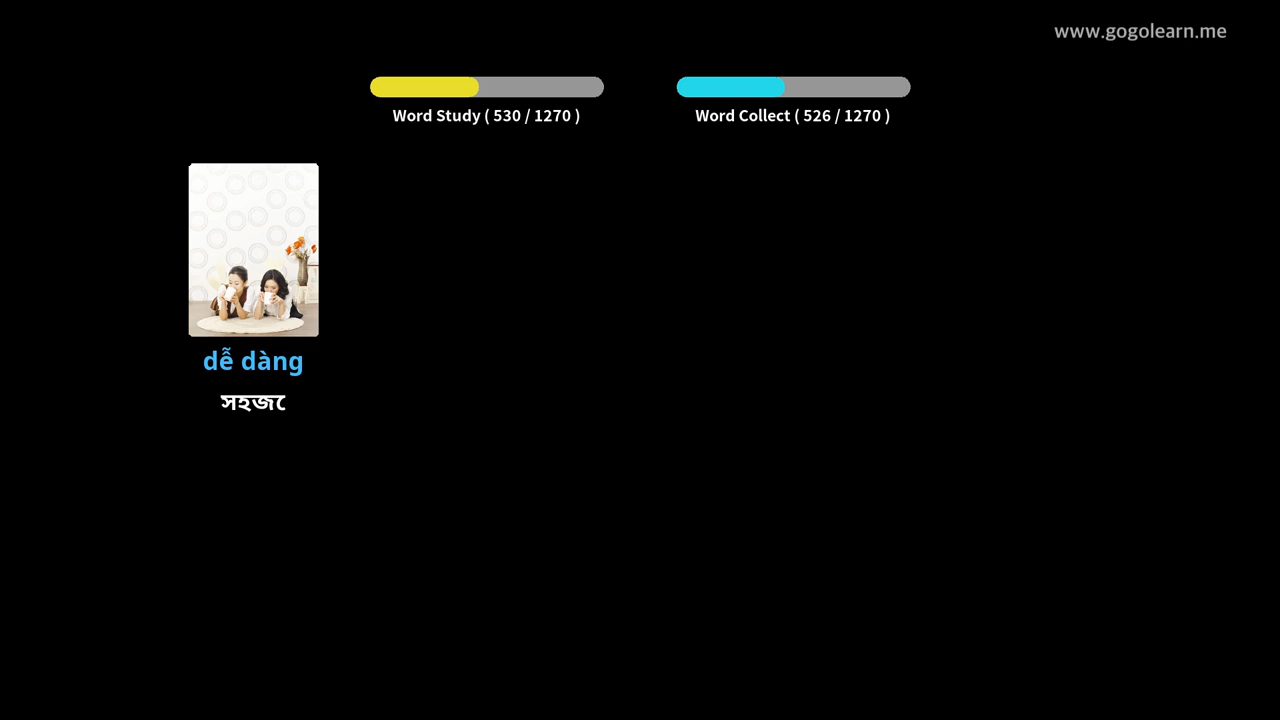 www.gogolearn.me
Word Study ( 530 / 1270 )
Word Collect ( 526 / 1270 )
dễ dàng
সহজে